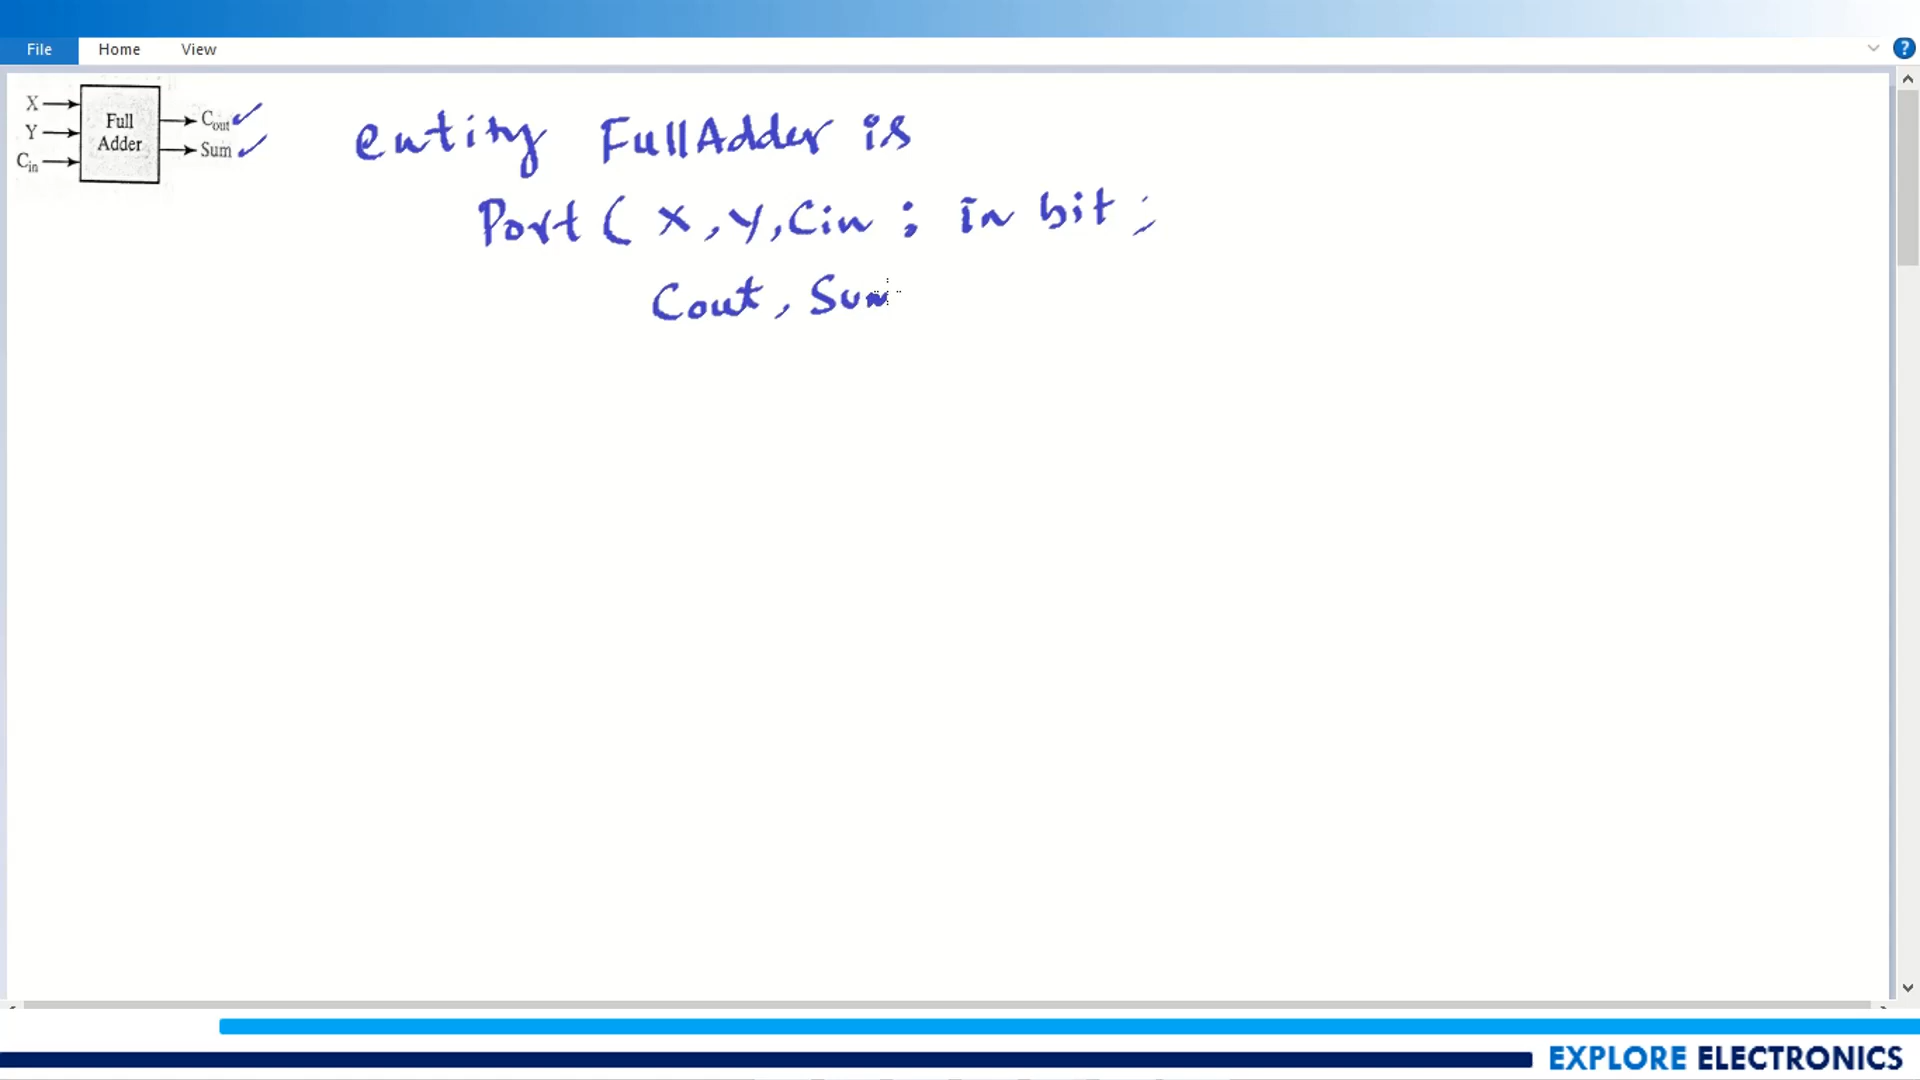 File Home View
X
Y
Cin
Full
Adder
Cout
Sum
entity FullAdder is
Port ( X, Y, Cin : in bit ;
Cout, Sum
EXPLORE ELECTRONICS